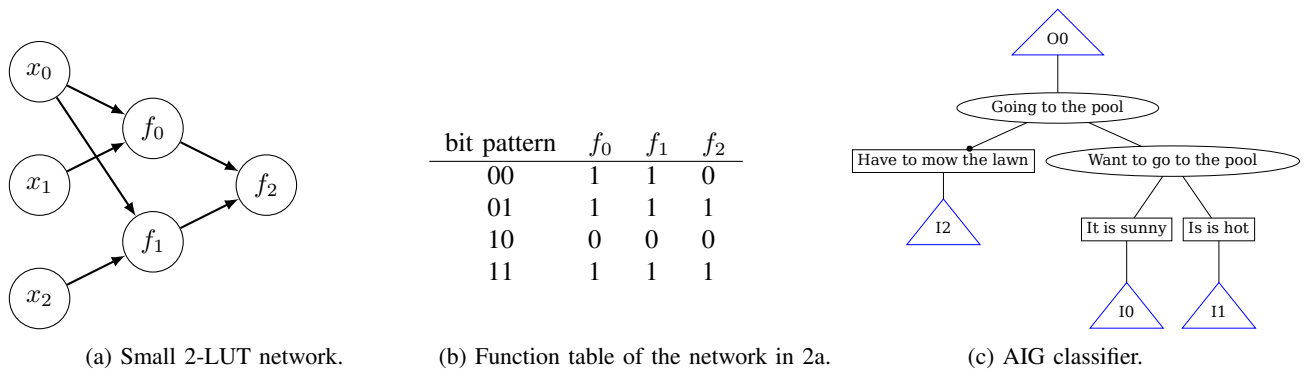 x0
x1
x2
f0
f1
f2
(a) Small 2-LUT network.
bit pattern f0 f1 f2
00 1 1 0
01 1 1 1
10 0 0 0
11 1 1 1
(b) Function table of the network in 2a.
O0
Going to the pool
Have to mow the lawn Want to go to the pool
I2 It is sunny Is is hot
I0 I1
(c) AIG classifier.